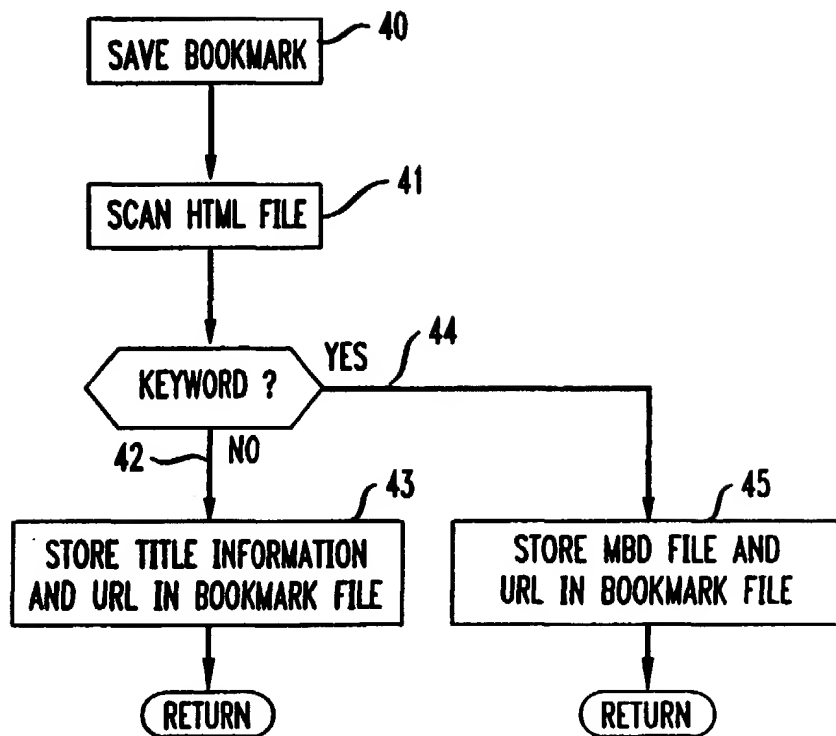 SAVE BOOKMARK
40
SCAN HTML FILE
41
KEYWORD ?
YES
44
42
NO
43
STORE TITLE INFORMATION
AND URL IN BOOKMARK FILE
45
STORE MBD FILE AND
URL IN BOOKMARK FILE
RETURN
RETURN